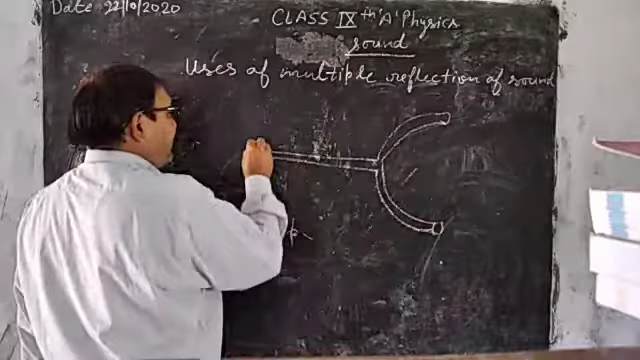 Date 22/10/2020
CLASS IXth 'A' Physics
sound
Uses of multiple reflection of sound